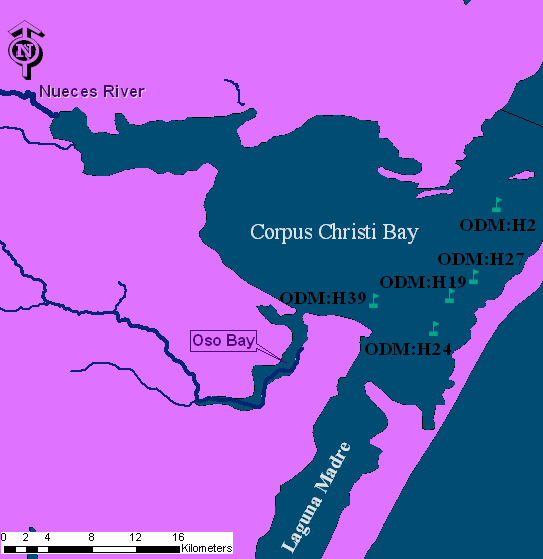 N
Nueces River
ODM:H2
Corpus Christi Bay
ODM:H27
ODM:H19
ODM:H39
Oso Bay
ODM:H24
Laguna Madre
0 2 4 8 12 16
Kilometers